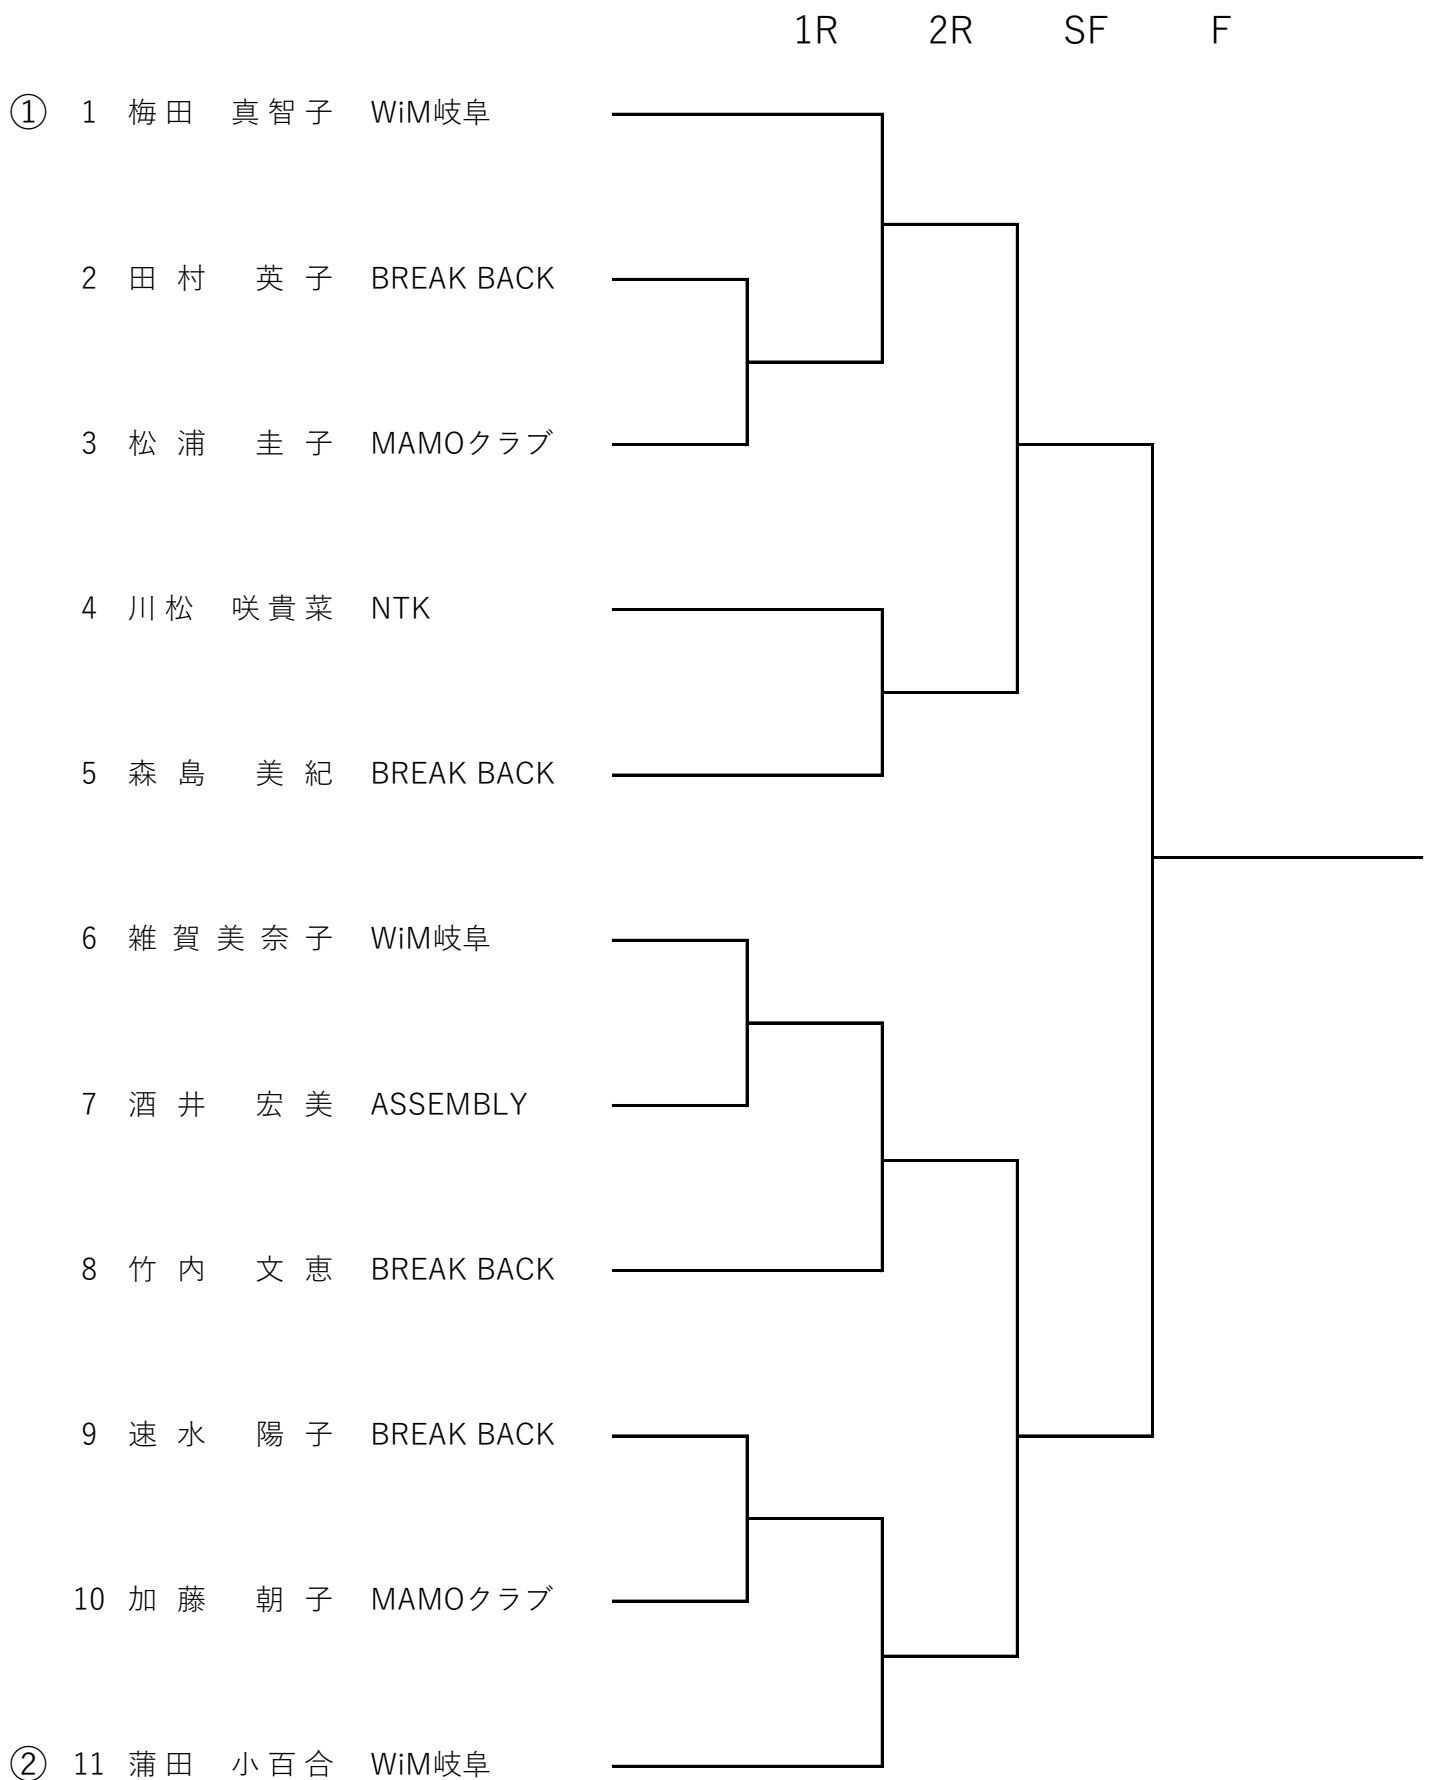 1R 2R SF F
① 1 梅田 真智子 WiM岐阜
2 田村 英子 BREAK BACK
3 松浦 圭子 MAMOクラブ
4 川松 咲貴菜 NTK
5 森島 美紀 BREAK BACK
6 雑賀美奈子 WiM岐阜
7 酒井 宏美 ASSEMBLY
8 竹内 文恵 BREAK BACK
9 速水 陽子 BREAK BACK
10 加藤 朝子 MAMOクラブ
② 11 蒲田 小百合 WiM岐阜